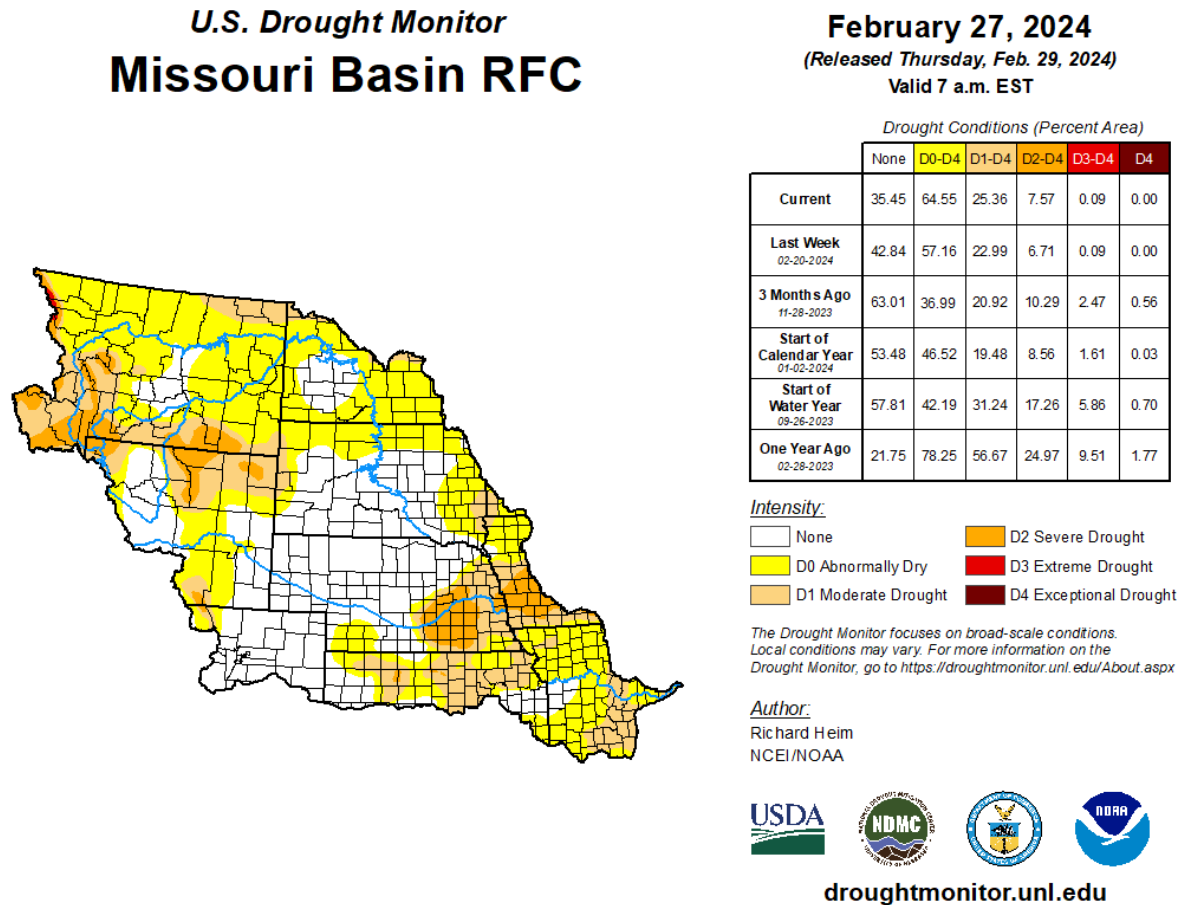 U.S. Drought Monitor
Missouri Basin RFC
February 27, 2024
(Released Thursday, Feb. 29, 2024)
Valid 7 a.m. EST
Drought Conditions (Percent Area)
None D0-D4 D1-D4 D2-D4 D3-D4 D4
Current 35.45 64.55 25.36 7.57 0.09 0.00
Last Week
02-20-2024 42.84 57.16 22.99 6.71 0.09 0.00
3 Months Ago
11-28-2023 63.01 36.99 20.92 10.29 2.47 0.56
Start of
Calendar Year
01-02-2024 53.48 46.52 19.48 8.56 1.61 0.03
Start of
Water Year
09-26-2023 57.81 42.19 31.24 17.26 5.86 0.70
One Year Ago
02-28-2023 21.75 78.25 56.67 24.97 9.51 1.77
Intensity:
None
D0 Abnormally Dry
D1 Moderate Drought
D2 Severe Drought
D3 Extreme Drought
D4 Exceptional Drought
The Drought Monitor focuses on broad-scale conditions.
Local conditions may vary. For more information on the
Drought Monitor, go to https://droughtmonitor.unl.edu/About.aspx
Author:
Richard Heim
NCEI/NOAA
USDA
NDMC
NOAA
droughtmonitor.unl.edu